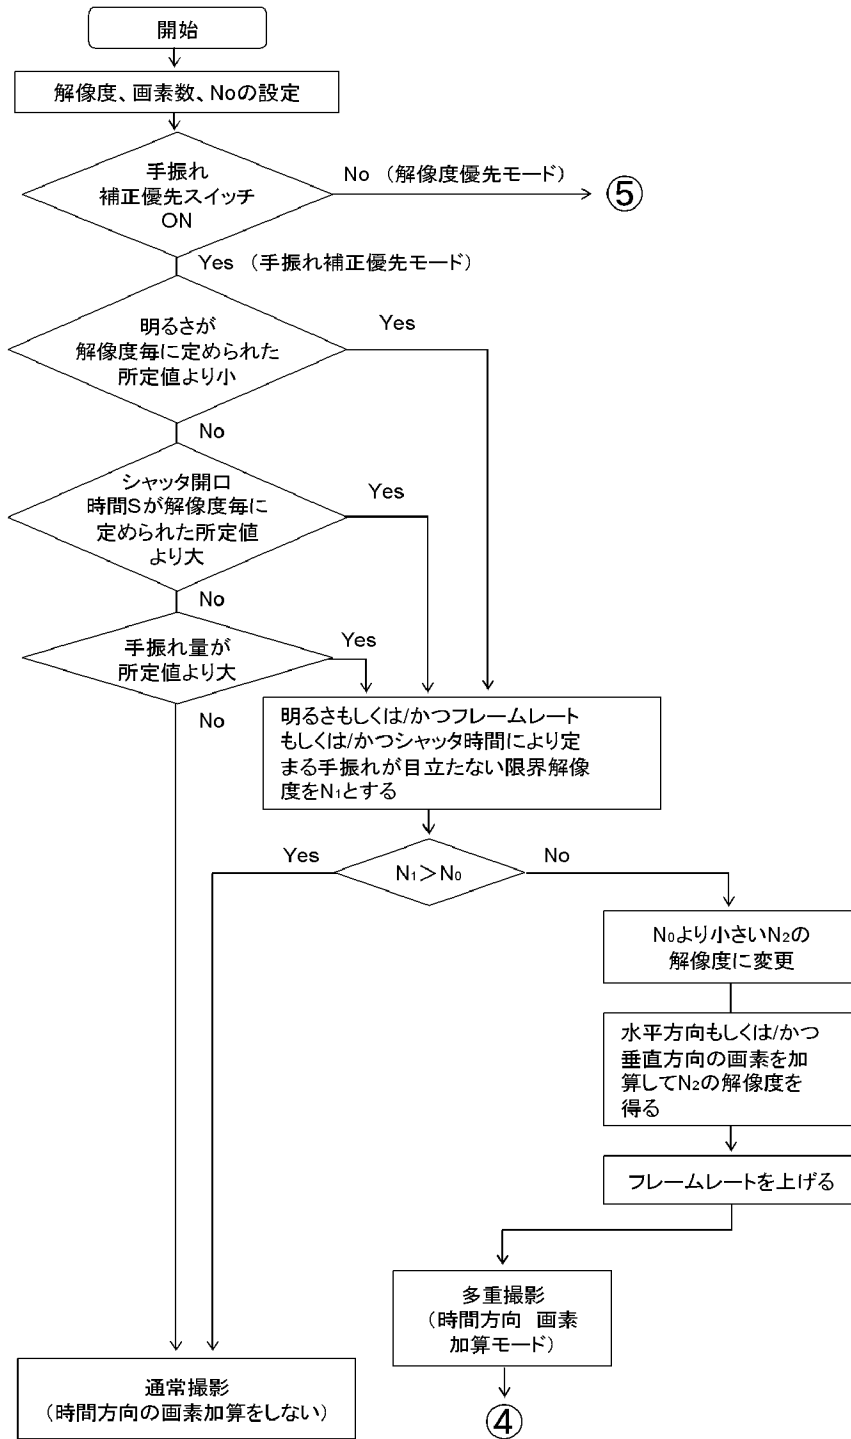 開始
解像度、画素数、Noの設定
手振れ
補正優先スイッチ
ON
No （解像度優先モード）
⑤
Yes （手振れ補正優先モード）
明るさが
解像度毎に定められた
所定値より小
Yes
No
シャッタ開口
時間Sが解像度毎に
定められた所定値
より大
Yes
No
手振れ量が
所定値より大
Yes
No
明るさもしくは/かつフレームレート
もしくは/かつシャッタ時間により定
まる手振れが目立たない限界解像
度をN₁とする
Yes
N₁＞N₀
No
N₀より小さいN₂の
解像度に変更
水平方向もしくは/かつ
垂直方向の画素を加
算してN₂の解像度を
得る
フレームレートを上げる
多重撮影
（時間方向 画素
加算モード）
④
通常撮影
（時間方向の画素加算をしない）